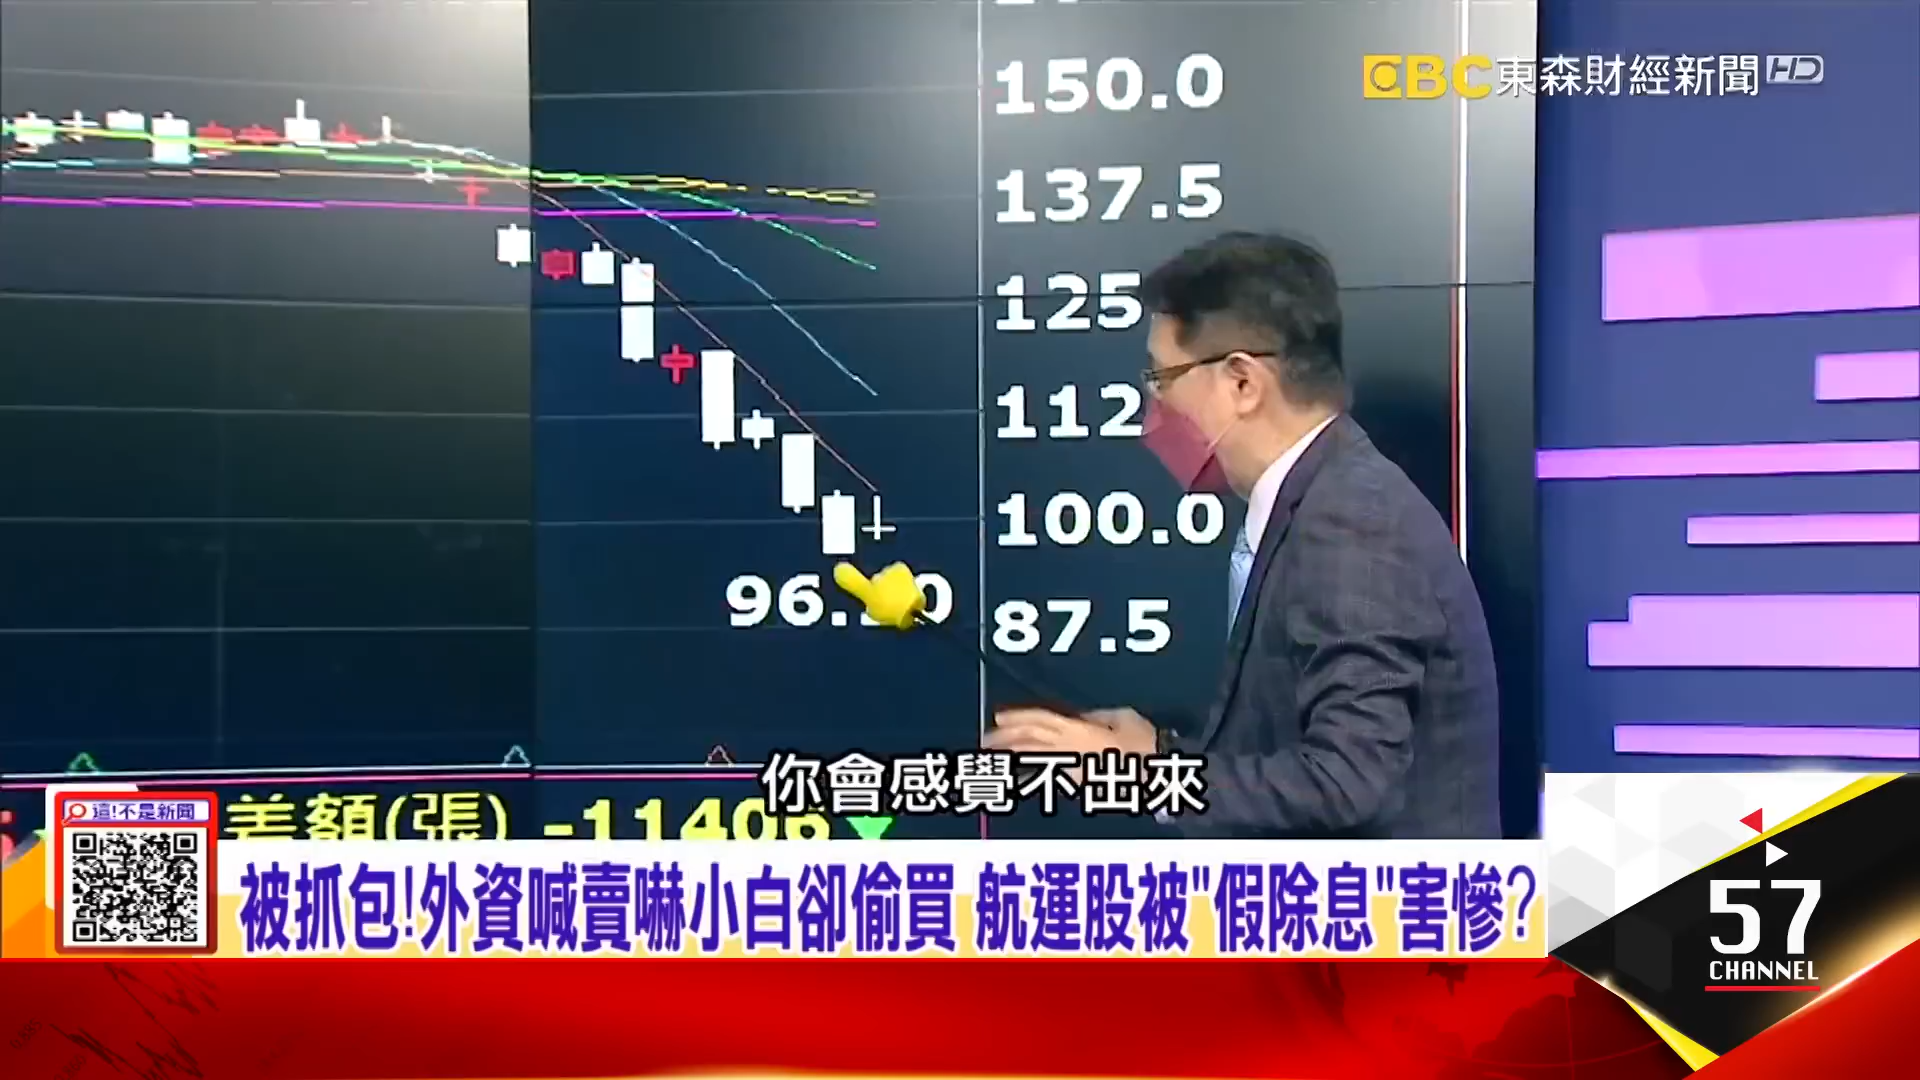 150.0
EBC東森財經新聞HD
137.5
125
112
100.0
87.5
你會感覺不出來
這!不是新聞
差額(張) -11406
被抓包!外資喊賣嚇小白卻偷買 航運股被"假除息"害慘?
57
CHANNEL